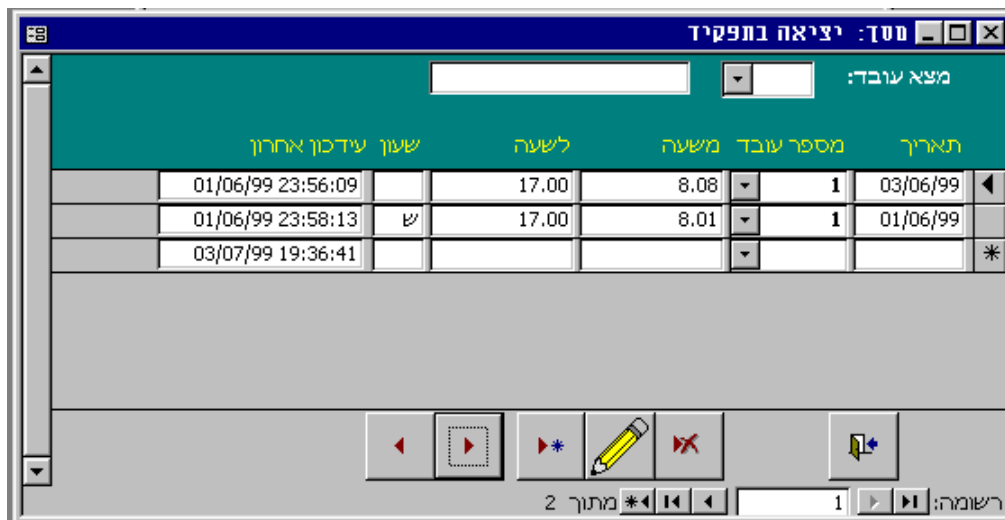 מסך: יציאה בתפקיד
מצא עובד:
תאריך מספר עובד משעה לשעה שעון עידכון אחרון
03/06/99 1 8.08 17.00 01/06/99 23:56:09
01/06/99 1 8.01 17.00 ש 01/06/99 23:58:13
03/07/99 19:36:41
רשומה: 1 מתוך 2